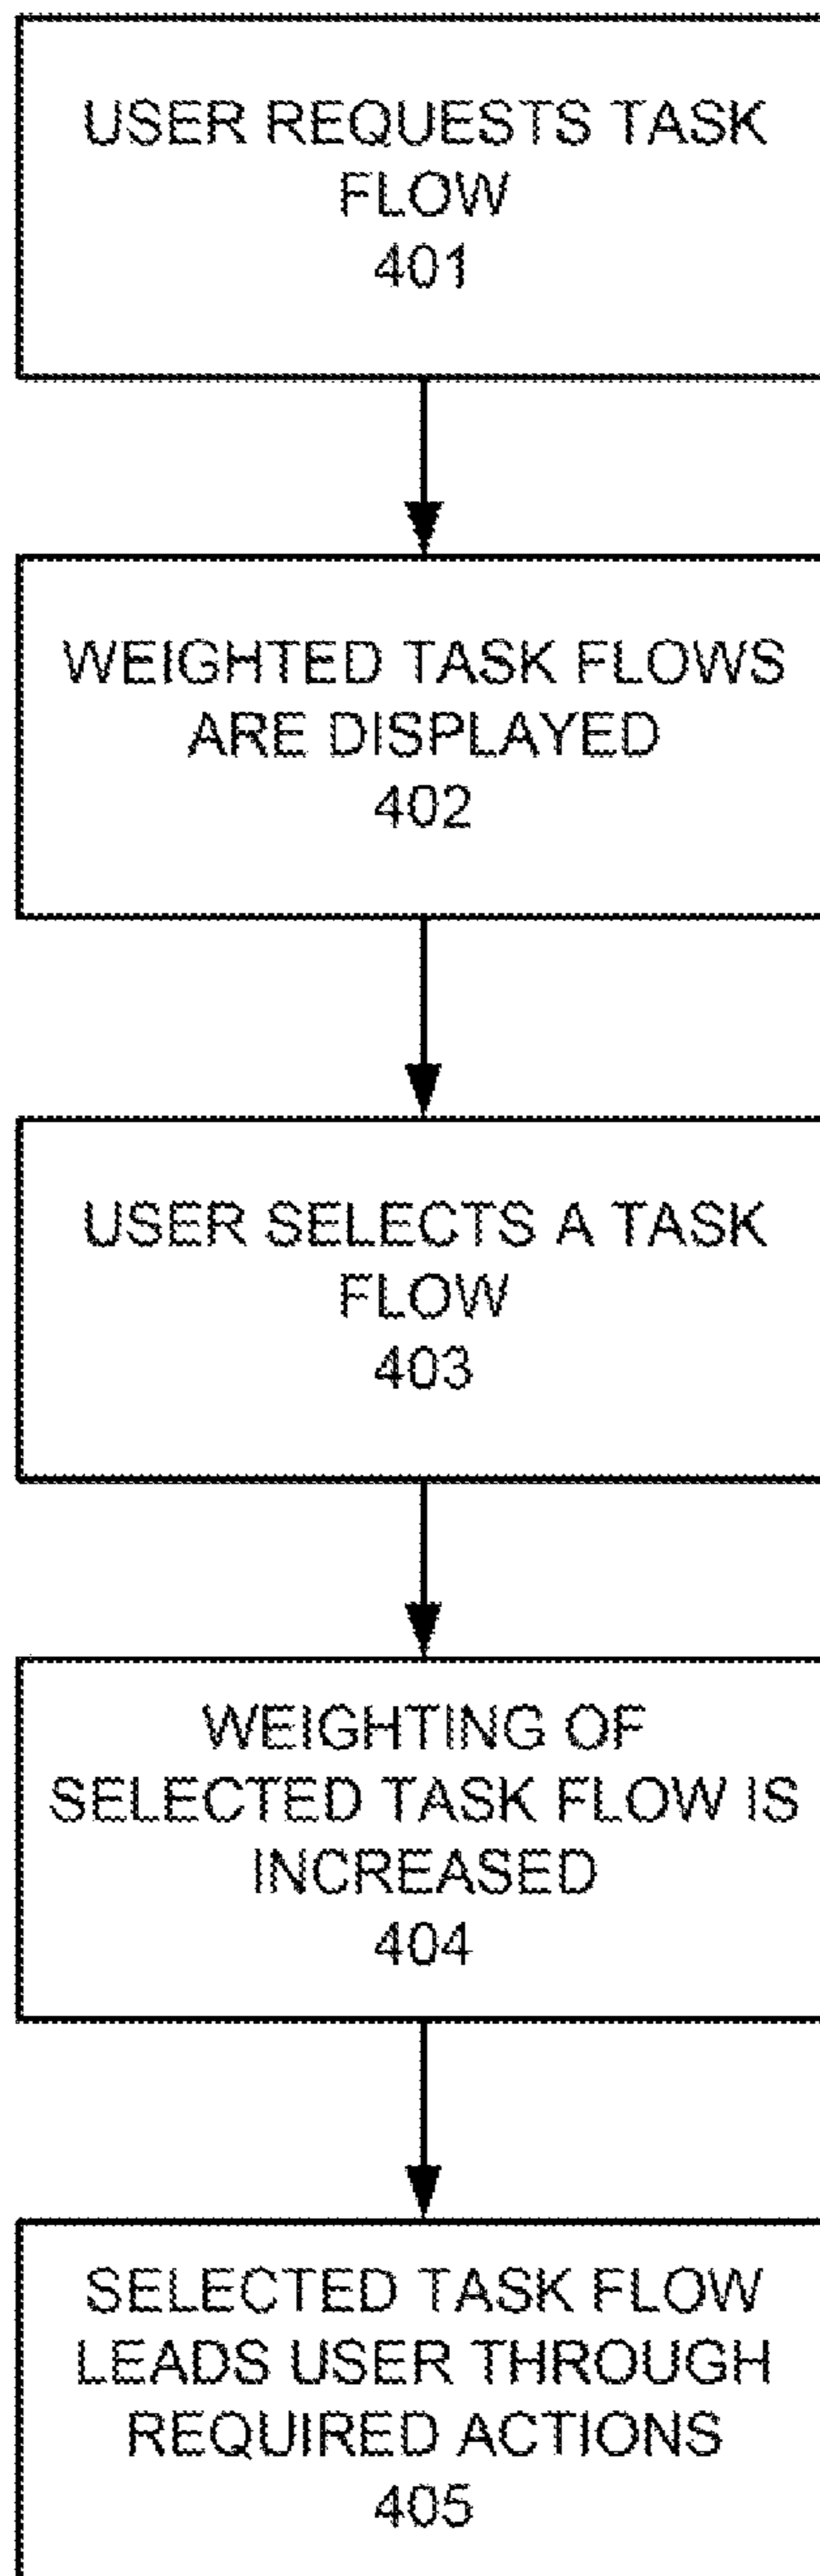 USER REQUESTS TASK
FLOW
401
WEIGHTED TASK FLOWS
ARE DISPLAYED
402
USER SELECTS A TASK
FLOW
403
WEIGHTING OF
SELECTED TASK FLOW IS
INCREASED
404
SELECTED TASK FLOW
LEADS USER THROUGH
REQUIRED ACTIONS
405